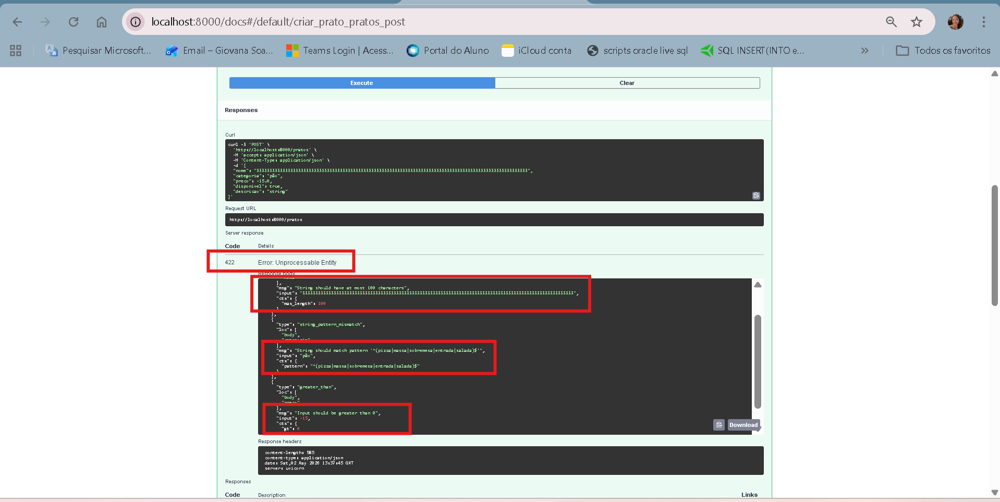 localhost:8000/docs#/default/criar_prato_pratos_post
Pesquisar Microsoft... Email – Giovana Soa... Teams Login | Acess... Portal do Aluno iCloud conta scripts oracle live sql SQL INSERT(INTO e... » Todos os favoritos
Execute Clear
Responses
Curl
curl -X 'POST' \
'http://localhost:8000/pratos' \
-H 'accept: application/json' \
-H 'Content-Type: application/json' \
-d '{
"nome":
"categoria": "pão",
"preco": -15.0,
"disponivel": true,
"descricao": "string"
}'
Request URL
http://localhost:8000/pratos
Server response
Code Details
422 Error: Unprocessable Entity
Response body
],
"msg": "String should have at most 100 characters",
"input":
"ctx": {
"max_length": 100
}
},
{
"type": "string_pattern_mismatch",
"loc": [
"body",
],
"msg": "String should match pattern '^(pizza|massa|sobremesa|entrada|salada)$'",
"input": "pão",
"ctx": {
"pattern": "^(pizza|massa|sobremesa|entrada|salada)$"
}
},
{
"type": "greater_than",
"loc": [
"body",
],
"msg": "Input should be greater than 0",
"input": -15,
"ctx": {
"gt": 0
Download
Response headers
content-length: 585
content-type: application/json
date: Sat,02 May 2026 13:37:45 GMT
server: uvicorn
Responses
Code Description Links